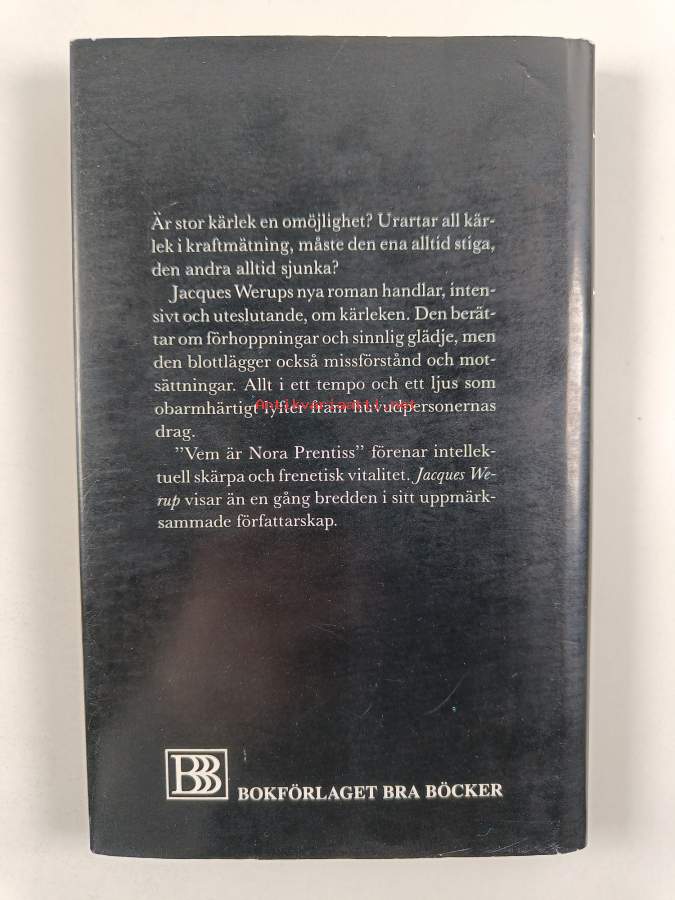 Är stor kärlek en omöjlighet? Urartar all kär-
lek i kraftmätning, måste den ena alltid stiga,
den andra alltid sjunka?
Jacques Werups nya roman handlar, inten-
sivt och uteslutande, om kärleken. Den berät-
tar om förhoppningar och sinnlig glädje, men
den blottlägger också missförstånd och mot-
sättningar. Allt i ett tempo och ett ljus som
obarmhärtigt lyfter fram huvudpersonernas
Antikvariaatti.net
drag.
"Vem är Nora Prentiss" förenar intellek-
tuell skärpa och frenetisk vitalitet. Jacques We-
rup visar än en gång bredden i sitt uppmärk-
sammade författarskap.
BBB
BOKFÖRLAGET BRA BÖCKER